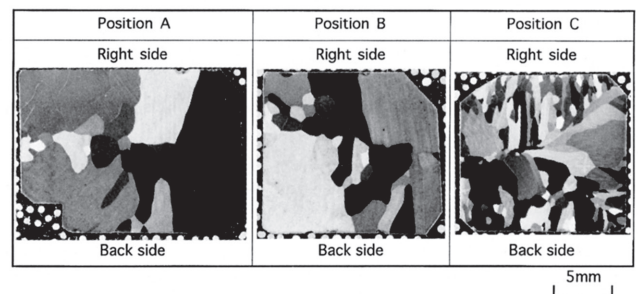 Position A Position B Position C
Right side Right side Right side
Back side Back side Back side
5mm